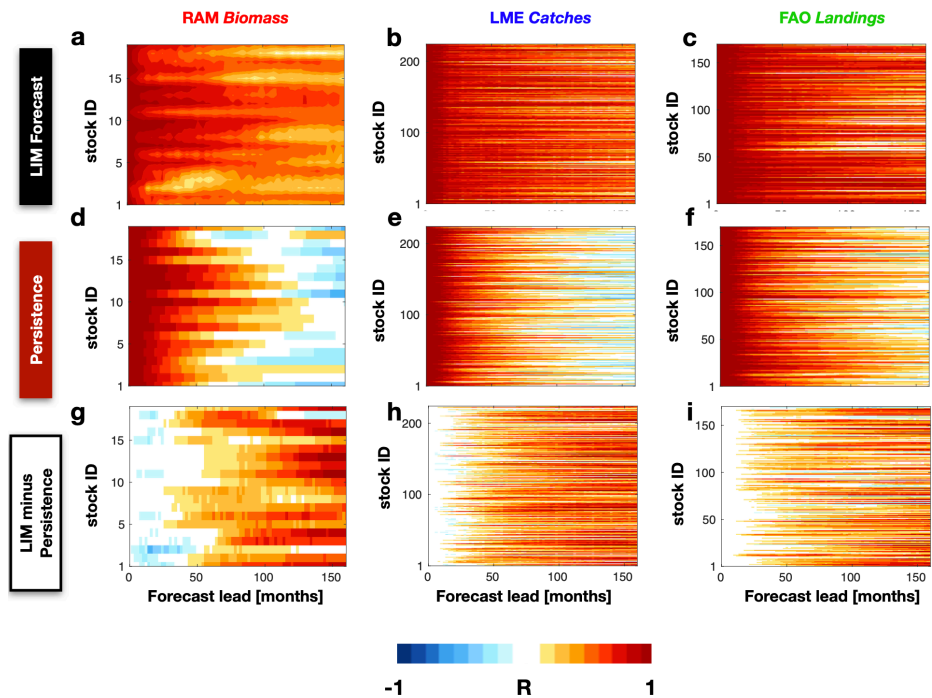 RAM Biomass
LME Catches
FAO Landings
LIM Forecast
a
stock ID
15
10
5
1
b
stock ID
200
100
1
50
c
stock ID
150
100
50
1
50
Persistence
d
stock ID
15
10
5
1
e
stock ID
200
100
1
f
stock ID
150
100
50
1
LIM minus
Persistence
g
stock ID
15
10
5
1
0 50 100 150
Forecast lead [months]
h
stock ID
200
100
1
0 50 100 150
Forecast lead [months]
i
stock ID
150
100
50
1
0 50 100 150
Forecast lead [months]
-1 R 1